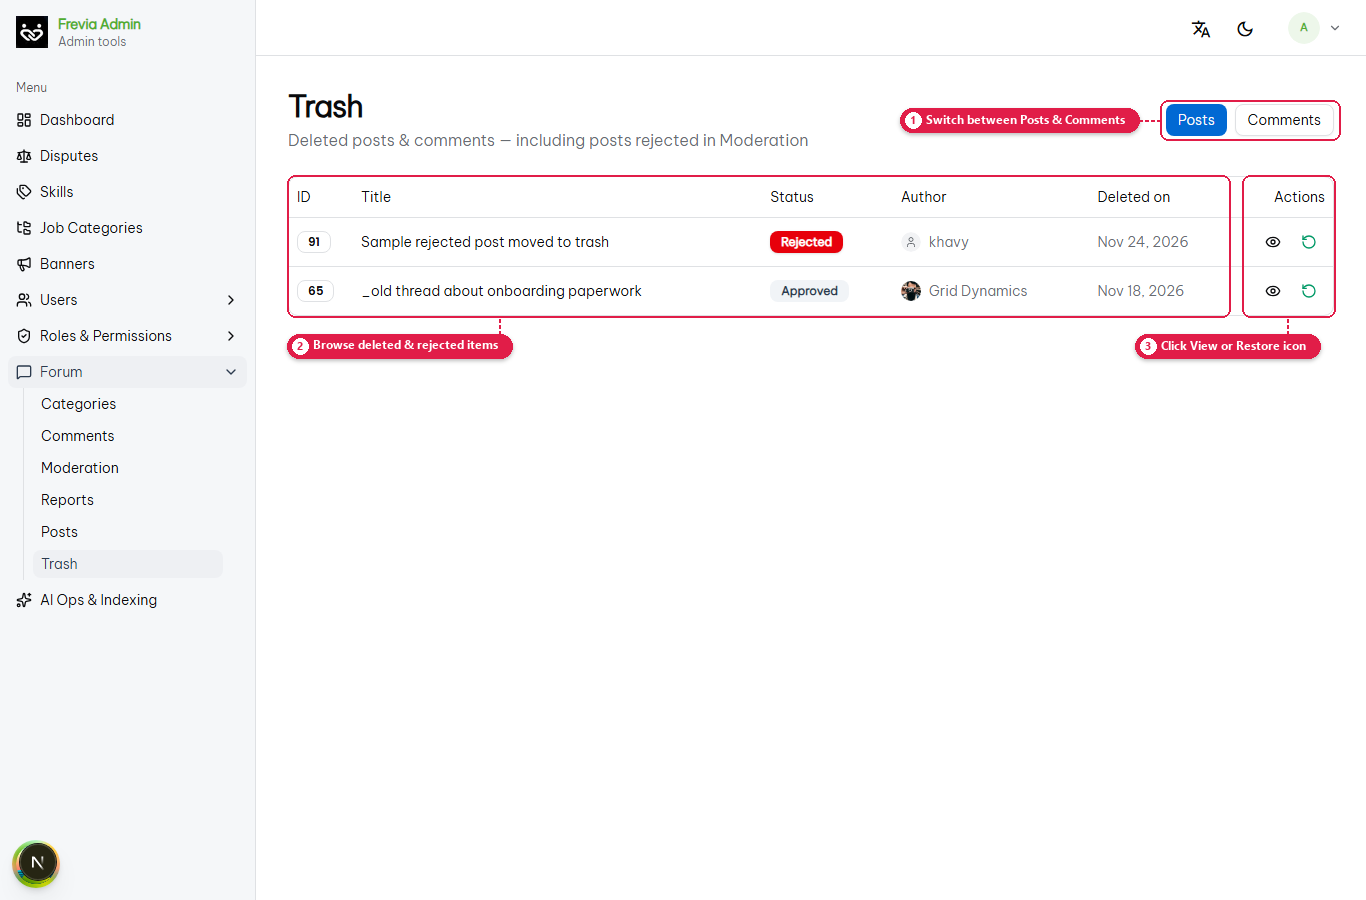 Frevia Admin
Admin tools
A
Menu
Dashboard
Disputes
Skills
Job Categories
Banners
Users
Roles & Permissions
Forum
Categories
Comments
Moderation
Reports
Posts
Trash
AI Ops & Indexing
N
Trash
Deleted posts & comments — including posts rejected in Moderation
1 Switch between Posts & Comments
Posts Comments
ID Title Status Author Deleted on Actions
91 Sample rejected post moved to trash Rejected khavy Nov 24, 2026
65 _old thread about onboarding paperwork Approved Grid Dynamics Nov 18, 2026
2 Browse deleted & rejected items
3 Click View or Restore icon